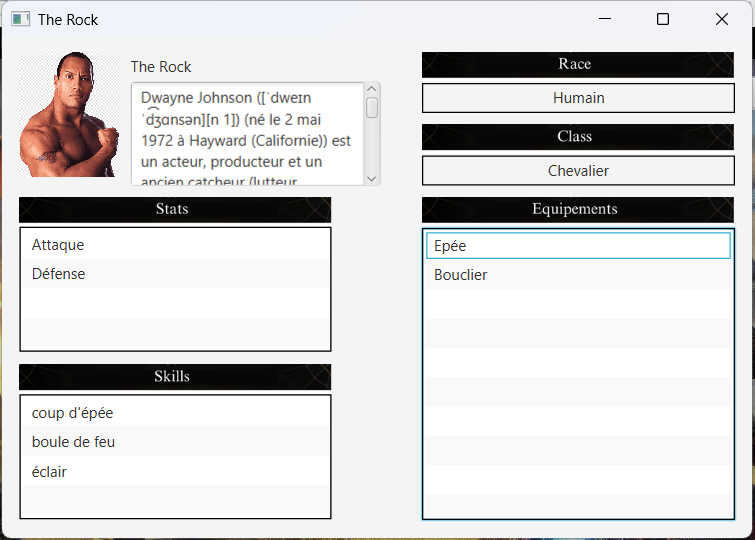 The Rock
The Rock
Dwayne Johnson ([ˈdweɪn
ˈd͡ʒɑnsən][n 1]) (né le 2 mai
1972 à Hayward (Californie)) est
un acteur, producteur et un
ancien catcheur (lutteur
Race
Humain
Class
Chevalier
Stats
Attaque
Défense
Skills
coup d'épée
boule de feu
éclair
Equipements
Epée
Bouclier